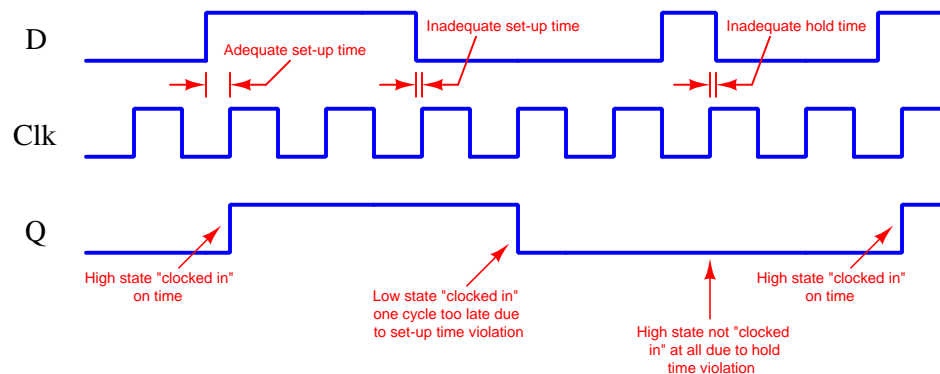 D
Adequate set-up time
Inadequate set-up time
Inadequate hold time
Clk
Q
High state "clocked in"
on time
Low state "clocked in"
one cycle too late due
to set-up time violation
High state not "clocked
in" at all due to hold
time violation
High state "clocked in"
on time